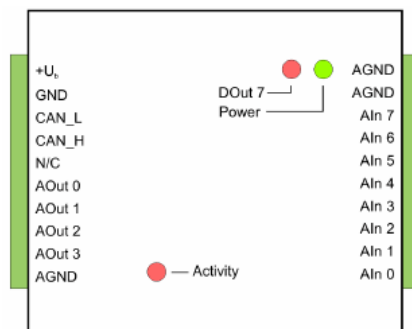 +Ub
GND
CAN_L
CAN_H
N/C
AOut 0
AOut 1
AOut 2
AOut 3
AGND
DOut 7
Power
Activity
AGND
AGND
AIn 7
AIn 6
AIn 5
AIn 4
AIn 3
AIn 2
AIn 1
AIn 0